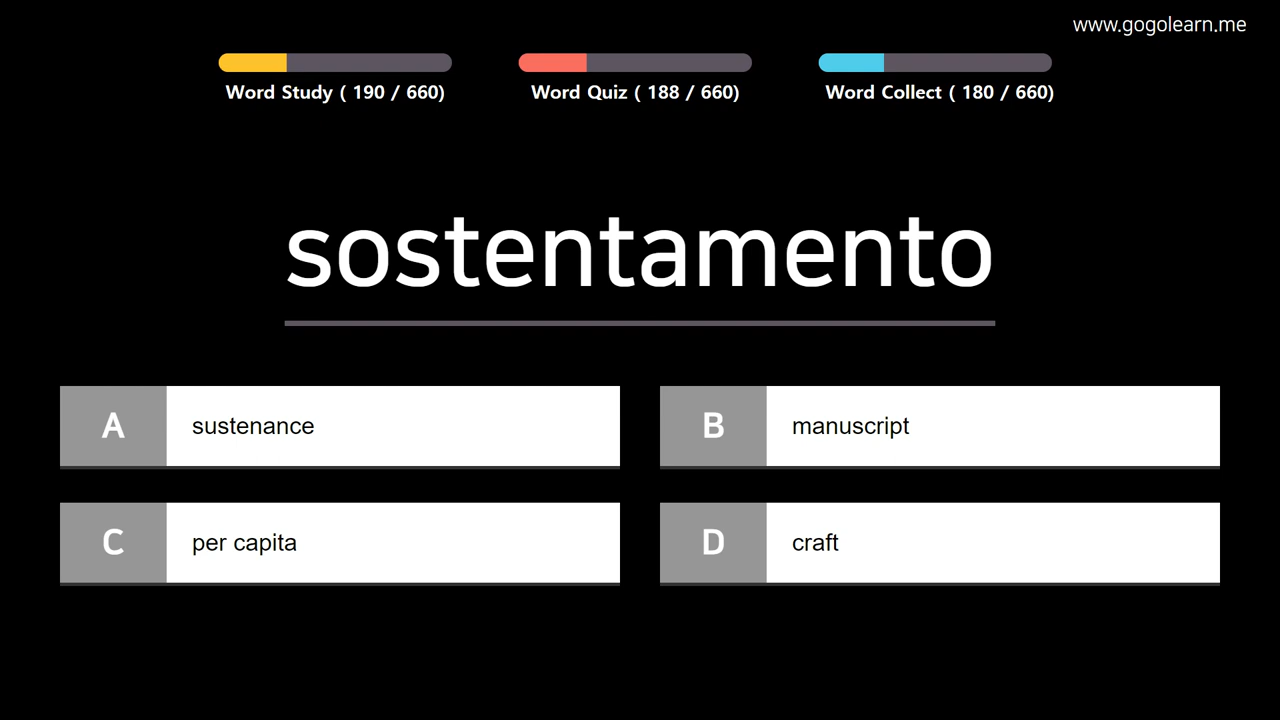 www.gogolearn.me
Word Study ( 190 / 660)
Word Quiz ( 188 / 660)
Word Collect ( 180 / 660)
sostentamento
A sustenance
B manuscript
C per capita
D craft